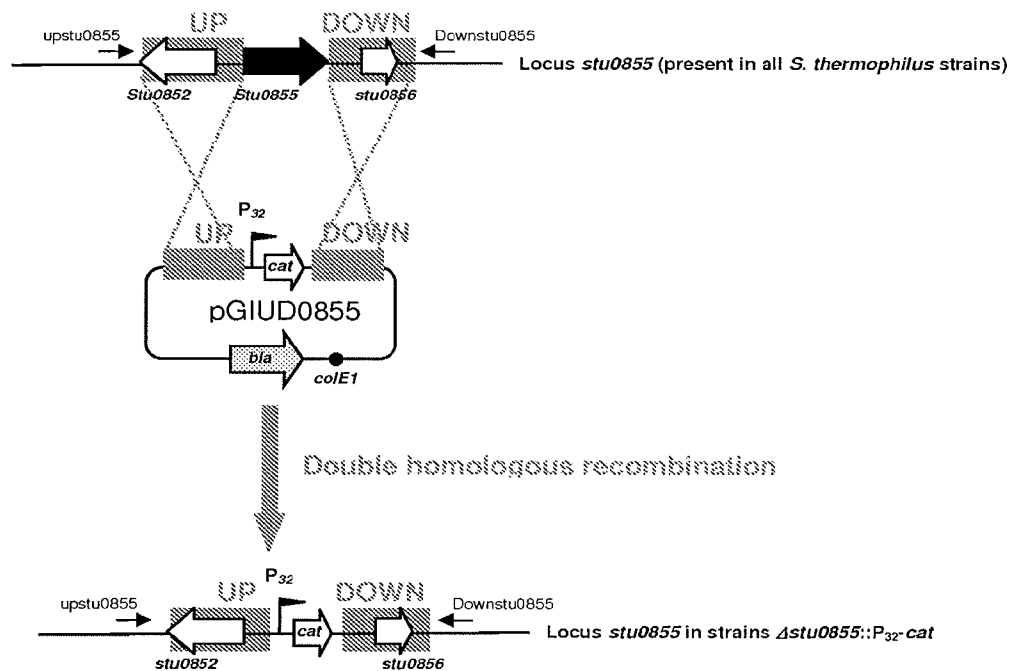 UP DOWN
upstu0855 Downstu0855
Locus stu0855 (present in all S. thermophilus strains)
Stu0852 Stu0855 stu0856
P32
UP DOWN
cat
pGIUD0855
bla
colE1
Double homologous recombination
UP P32 DOWN
upstu0855 Downstu0855
cat
Locus stu0855 in strains Δstu0855::P32-cat
stu0852 stu0856